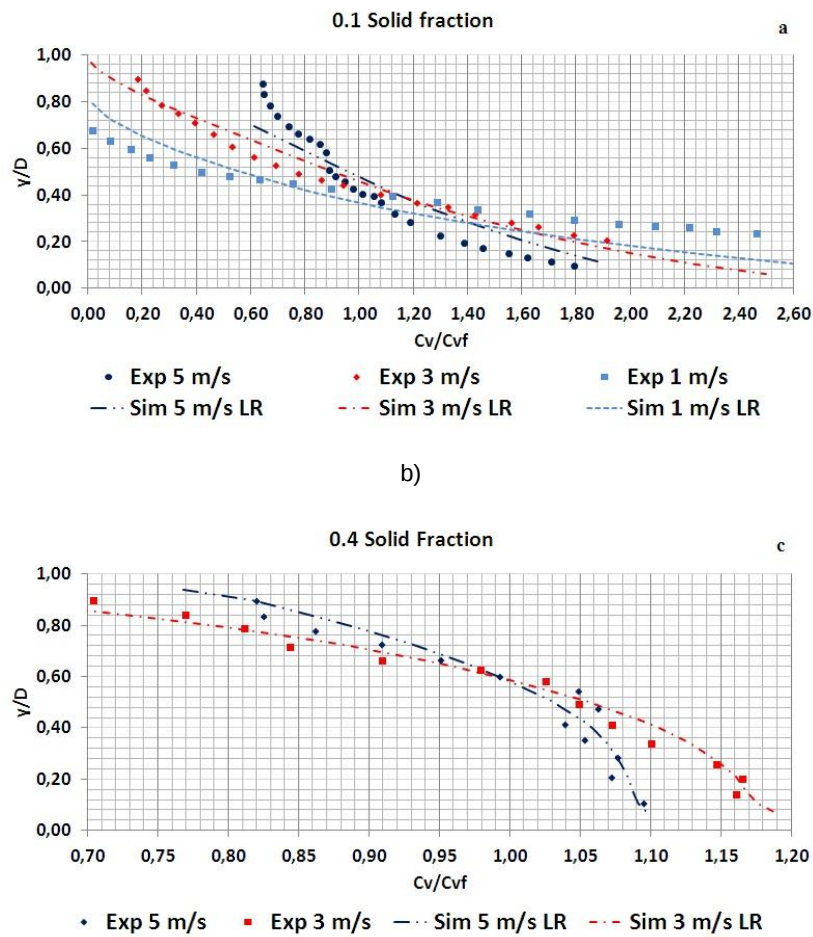 0.1 Solid fraction
a
1,00
0,80
0,60
0,40
0,20
0,00
y/D
0,00 0,20 0,40 0,60 0,80 1,00 1,20 1,40 1,60 1,80 2,00 2,20 2,40 2,60
Cv/Cvf
Exp 5 m/s Exp 3 m/s Exp 1 m/s
Sim 5 m/s LR Sim 3 m/s LR Sim 1 m/s LR
b)
0.4 Solid Fraction
c
1,00
0,80
0,60
0,40
0,20
0,00
y/D
0,70 0,75 0,80 0,85 0,90 0,95 1,00 1,05 1,10 1,15 1,20
Cv/Cvf
Exp 5 m/s Exp 3 m/s Sim 5 m/s LR Sim 3 m/s LR